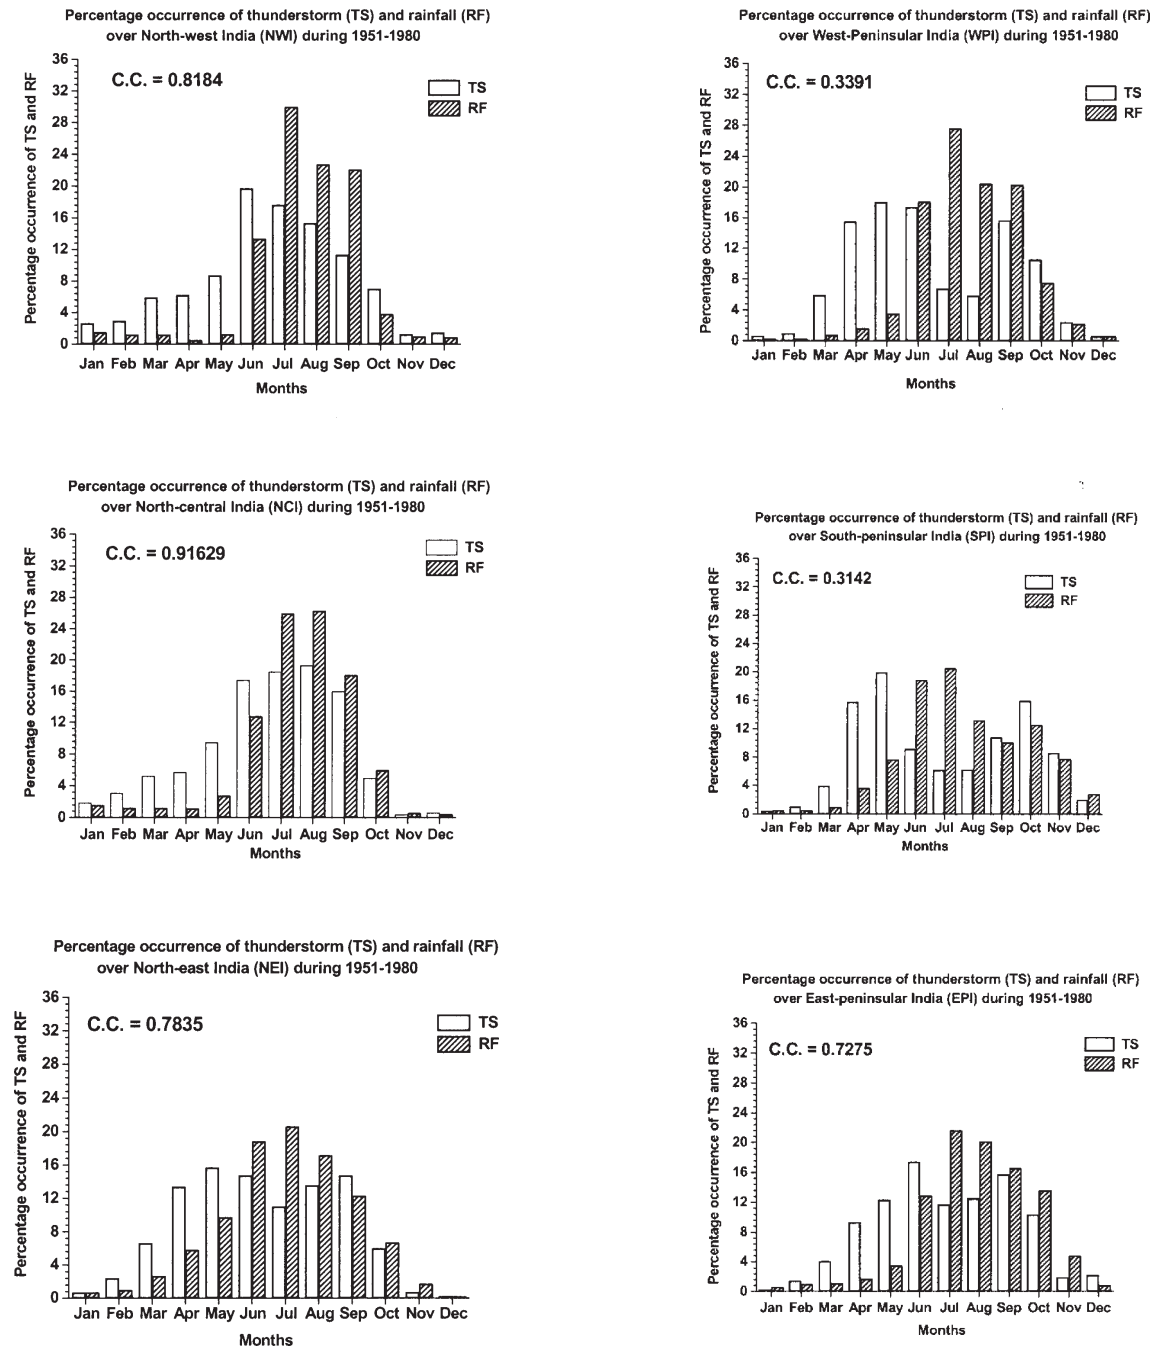 Percentage occurrence of thunderstorm (TS) and rainfall (RF)
over North-west India (NWI) during 1951-1980
C.C. = 0.8184
TS
RF
Percentage occurrence of TS and RF
36
32
28
24
20
16
12
8
4
0
Jan Feb Mar Apr May Jun Jul Aug Sep Oct Nov Dec
Months
Percentage occurrence of thunderstorm (TS) and rainfall (RF)
over West-Peninsular India (WPI) during 1951-1980
C.C. = 0.3391
TS
RF
Percentage occurrence of TS and RF
36
32
28
24
20
16
12
8
4
0
Jan Feb Mar Apr May Jun Jul Aug Sep Oct Nov Dec
Months
Percentage occurrence of thunderstorm (TS) and rainfall (RF)
over North-central India (NCI) during 1951-1980
C.C. = 0.91629
TS
RF
Percentage occurrence of TS and RF
36
32
28
24
20
16
12
8
4
0
Jan Feb Mar Apr May Jun Jul Aug Sep Oct Nov Dec
Months
Percentage occurrence of thunderstorm (TS) and rainfall (RF)
over South-peninsular India (SPI) during 1951-1980
C.C. = 0.3142
TS
RF
Percentage occurrence of TS and RF
36
32
28
24
20
16
12
8
4
0
Jan Feb Mar Apr May Jun Jul Aug Sep Oct Nov Dec
Months
Percentage occurrence of thunderstorm (TS) and rainfall (RF)
over North-east India (NEI) during 1951-1980
C.C. = 0.7835
TS
RF
Percentage occurrence of TS and RF
36
32
28
24
20
16
12
8
4
0
Jan Feb Mar Apr May Jun Jul Aug Sep Oct Nov Dec
Months
Percentage occurrence of thunderstorm (TS) and rainfall (RF)
over East-peninsular India (EPI) during 1951-1980
C.C. = 0.7275
TS
RF
Percentage occurrence of TS and RF
36
32
28
24
20
16
12
8
4
0
Jan Feb Mar Apr May Jun Jul Aug Sep Oct Nov Dec
Months